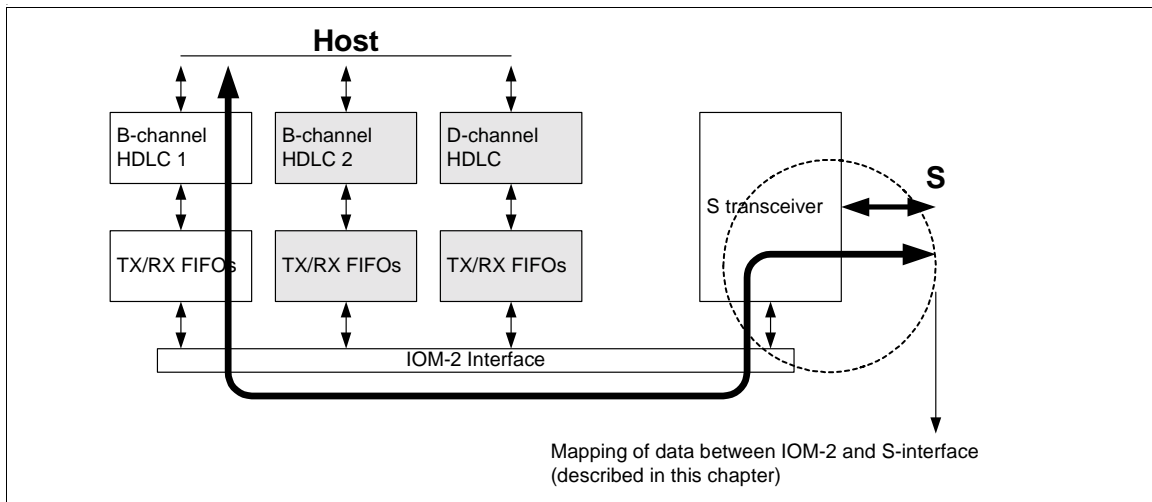 Host
B-channel
HDLC 1
B-channel
HDLC 2
D-channel
HDLC
S transceiver
S
TX/RX FIFOs
TX/RX FIFOs
TX/RX FIFOs
IOM-2 Interface
Mapping of data between IOM-2 and S-interface
(described in this chapter)